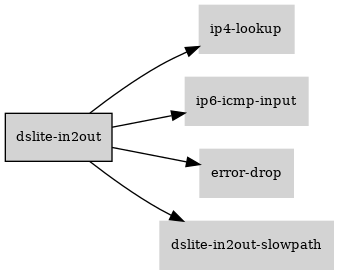 ip4-lookup
ip6-icmp-input
dslite-in2out
error-drop
dslite-in2out-slowpath